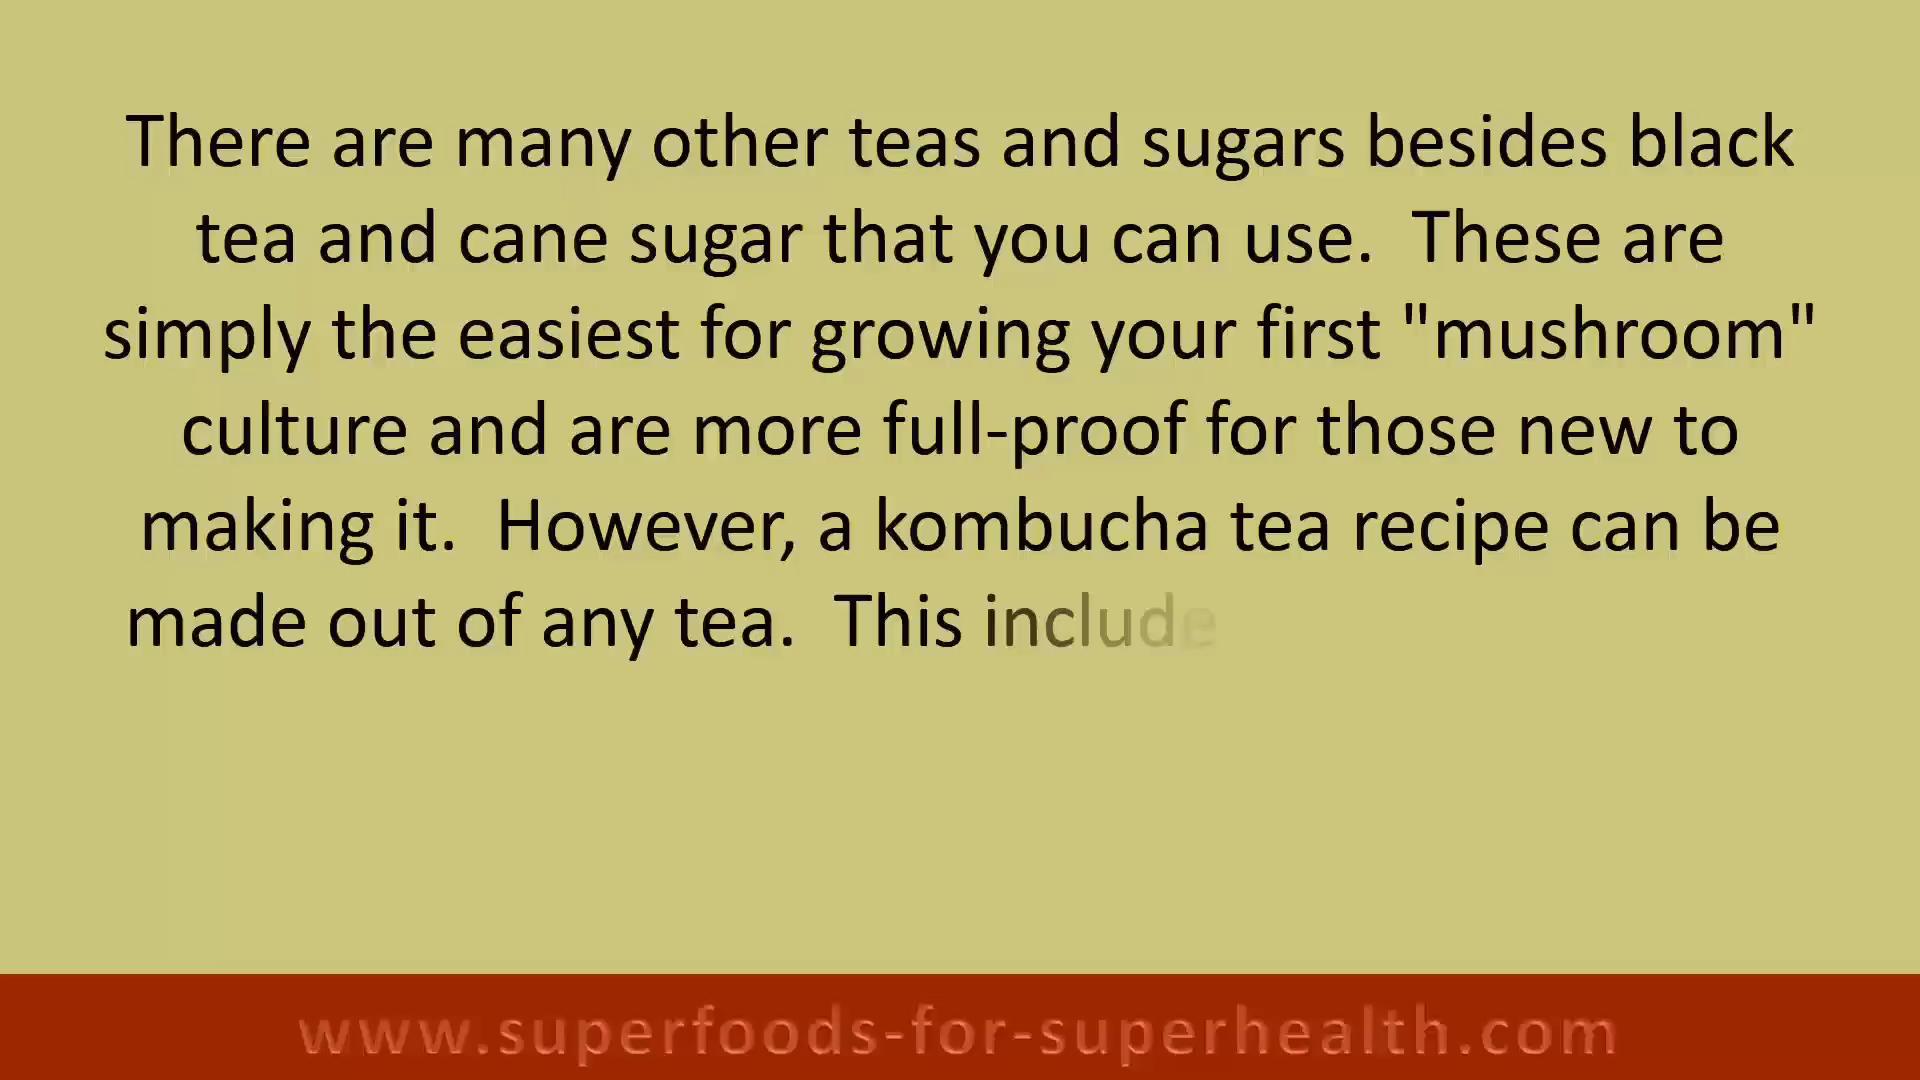 There are many other teas and sugars besides black
tea and cane sugar that you can use.  These are
simply the easiest for growing your first "mushroom"
culture and are more full-proof for those new to
making it.  However, a kombucha tea recipe can be
made out of any tea.  This include
www.superfoods-for-superhealth.com